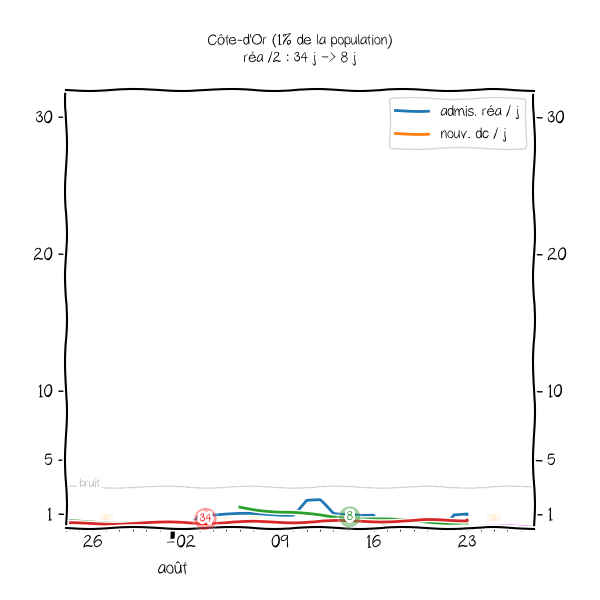 Côte-d'Or (1% de la population)
réa /2 : 34 j -> 8 j
admis. réa / j
nouv. dc / j
30
30
20
20
10
10
5
5
bruit
1
1
34
8
26
02
09
16
23
août